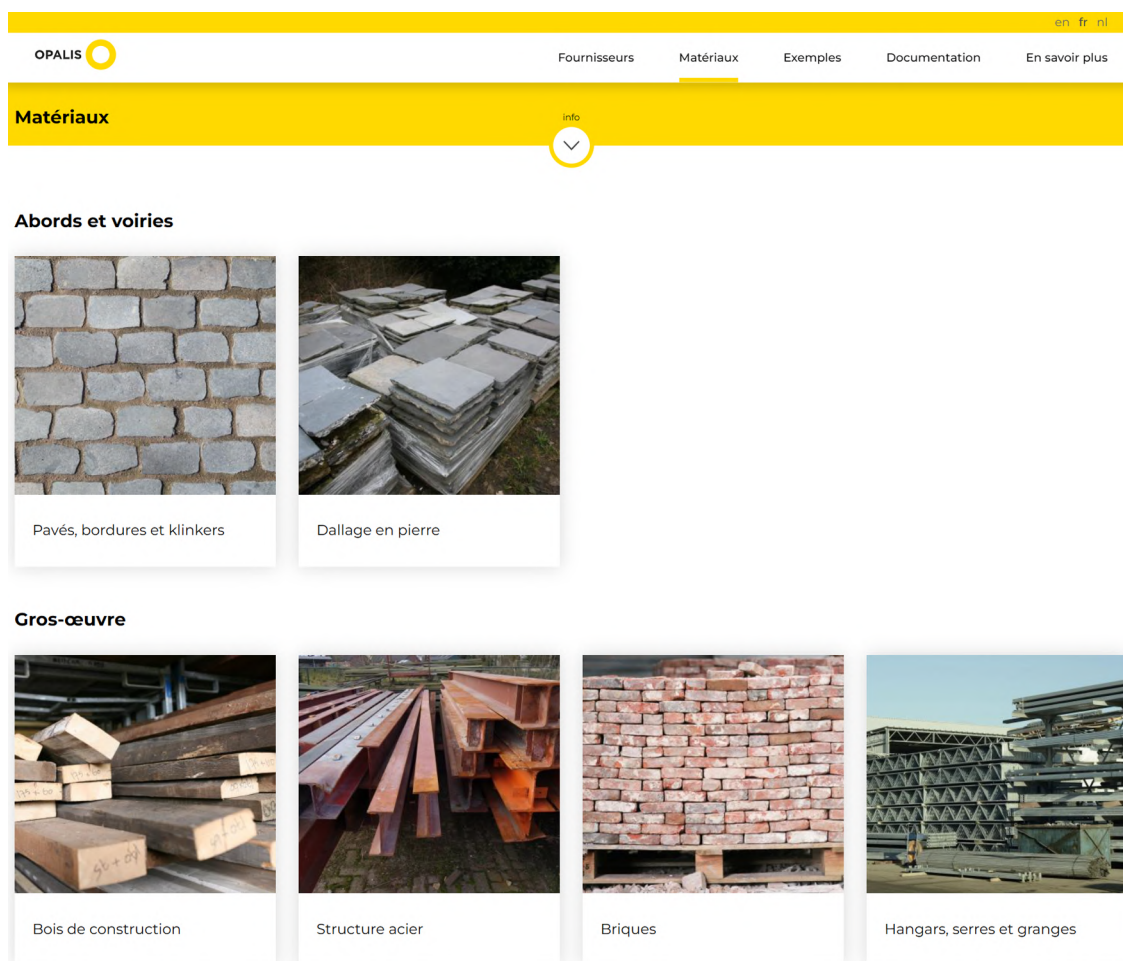 en fr nl
OPALIS
Fournisseurs Matériaux Exemples Documentation En savoir plus
Matériaux
info
Abords et voiries
Pavés, bordures et klinkers
Dallage en pierre
Gros-œuvre
Bois de construction
Structure acier
Briques
Hangars, serres et granges